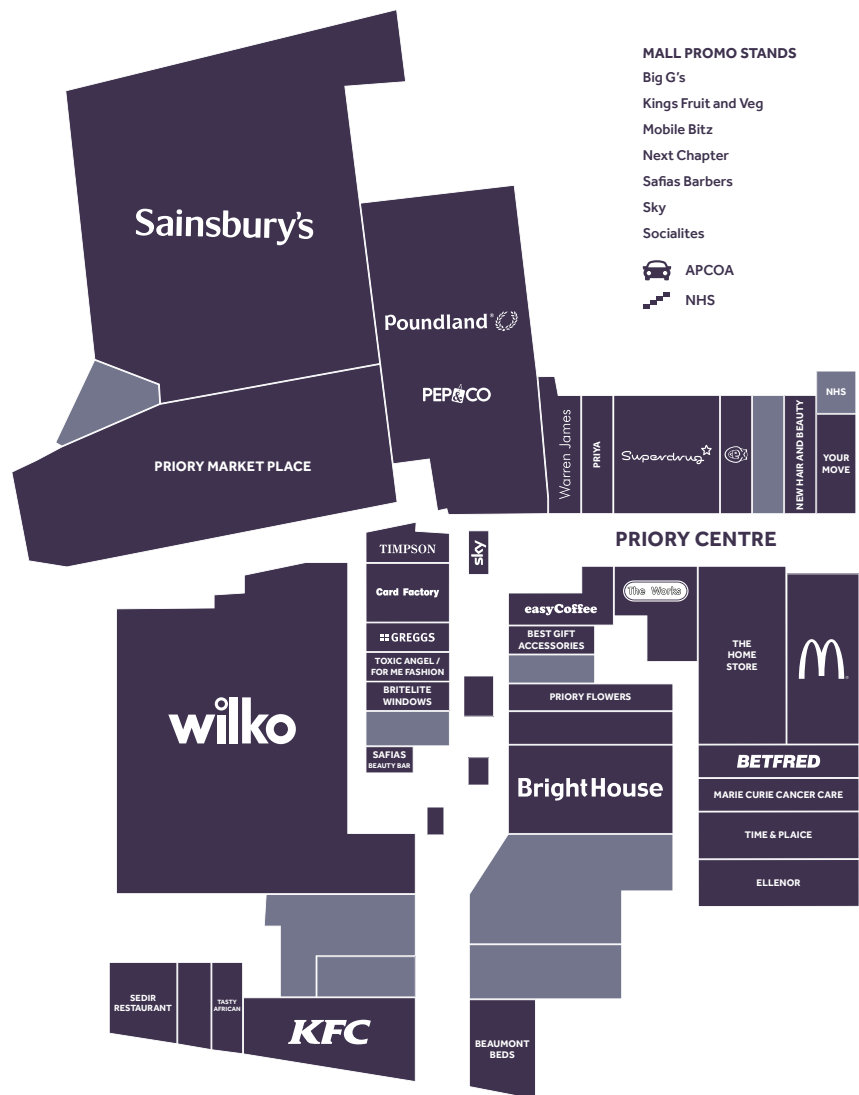 MALL PROMO STANDS
Big G's
Kings Fruit and Veg
Mobile Bitz
Next Chapter
Safias Barbers
Sky
Socialites
APCOA
NHS
Sainsbury's
Poundland
PEP&CO
PRIORY MARKET PLACE
Warren James
PRIYA
Superdrug
NEW HAIR AND BEAUTY
NHS
YOUR
MOVE
PRIORY CENTRE
TIMPSON
sky
Card Factory
GREGGS
TOXIC ANGEL /
FOR ME FASHION
BRITELITE
WINDOWS
SAFIAS
BEAUTY BAR
wilko
easyCoffee
The Works
BEST GIFT
ACCESSORIES
PRIORY FLOWERS
BrightHouse
THE
HOME
STORE
M
BETFRED
MARIE CURIE CANCER CARE
TIME & PLAICE
ELLENOR
SEDIR
RESTAURANT
TASTY
AFRICAN
KFC
BEAUMONT
BEDS